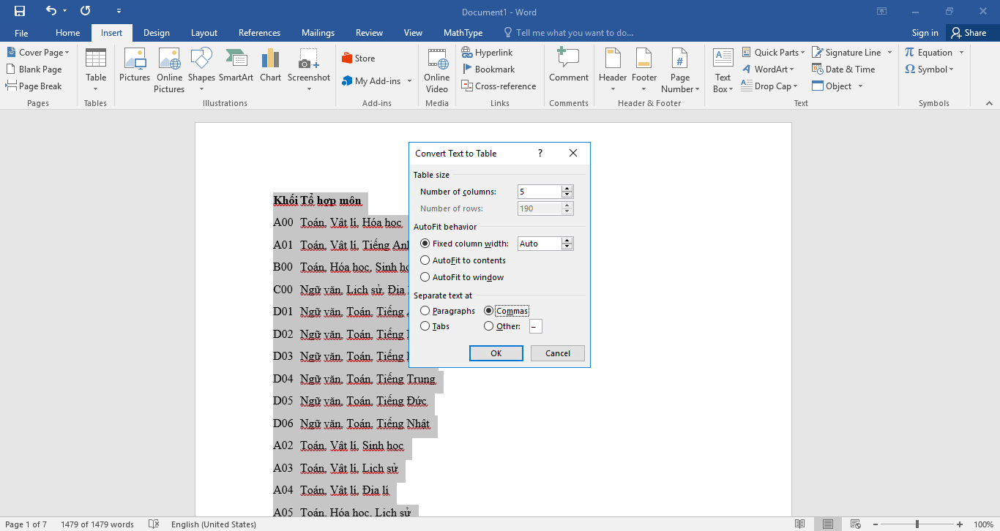 Document1 - Word
File Home Insert Design Layout References Mailings Review View MathType Tell me what you want to do... Sign in Share
Cover Page
Blank Page
Page Break
Pages
Table
Tables
Pictures
Online Pictures
Shapes
SmartArt
Chart
Screenshot
Illustrations
Store
My Add-ins
Add-ins
Online Video
Media
Hyperlink
Bookmark
Cross-reference
Links
Comment
Comments
Header
Footer
Page Number
Header & Footer
Text Box
Quick Parts
WordArt
Drop Cap
Signature Line
Date & Time
Object
Text
Equation
Symbol
Symbols
Convert Text to Table ?
Table size
Number of columns: 5
Number of rows: 190
AutoFit behavior
Fixed column width: Auto
AutoFit to contents
AutoFit to window
Separate text at
Paragraphs Commas
Tabs Other: –
OK Cancel
Khối Tổ hợp môn
A00 Toán, Vật lí, Hóa học
A01 Toán, Vật lí, Tiếng Anh
B00 Toán, Hóa học, Sinh
C00 Ngữ văn, Lịch sử, Địa
D01 Ngữ văn, Toán, Tiếng
D02 Ngữ văn, Toán, Tiếng
D03 Ngữ văn, Toán, Tiếng
D04 Ngữ văn, Toán, Tiếng Trung
D05 Ngữ văn, Toán, Tiếng Đức
D06 Ngữ văn, Toán, Tiếng Nhật
A02 Toán, Vật lí, Sinh học
A03 Toán, Vật lí, Lịch sử
A04 Toán, Vật lí, Địa lí
A05 Toán, Hóa học, Lịch sử
Page 1 of 7 1479 of 1479 words English (United States) 100%